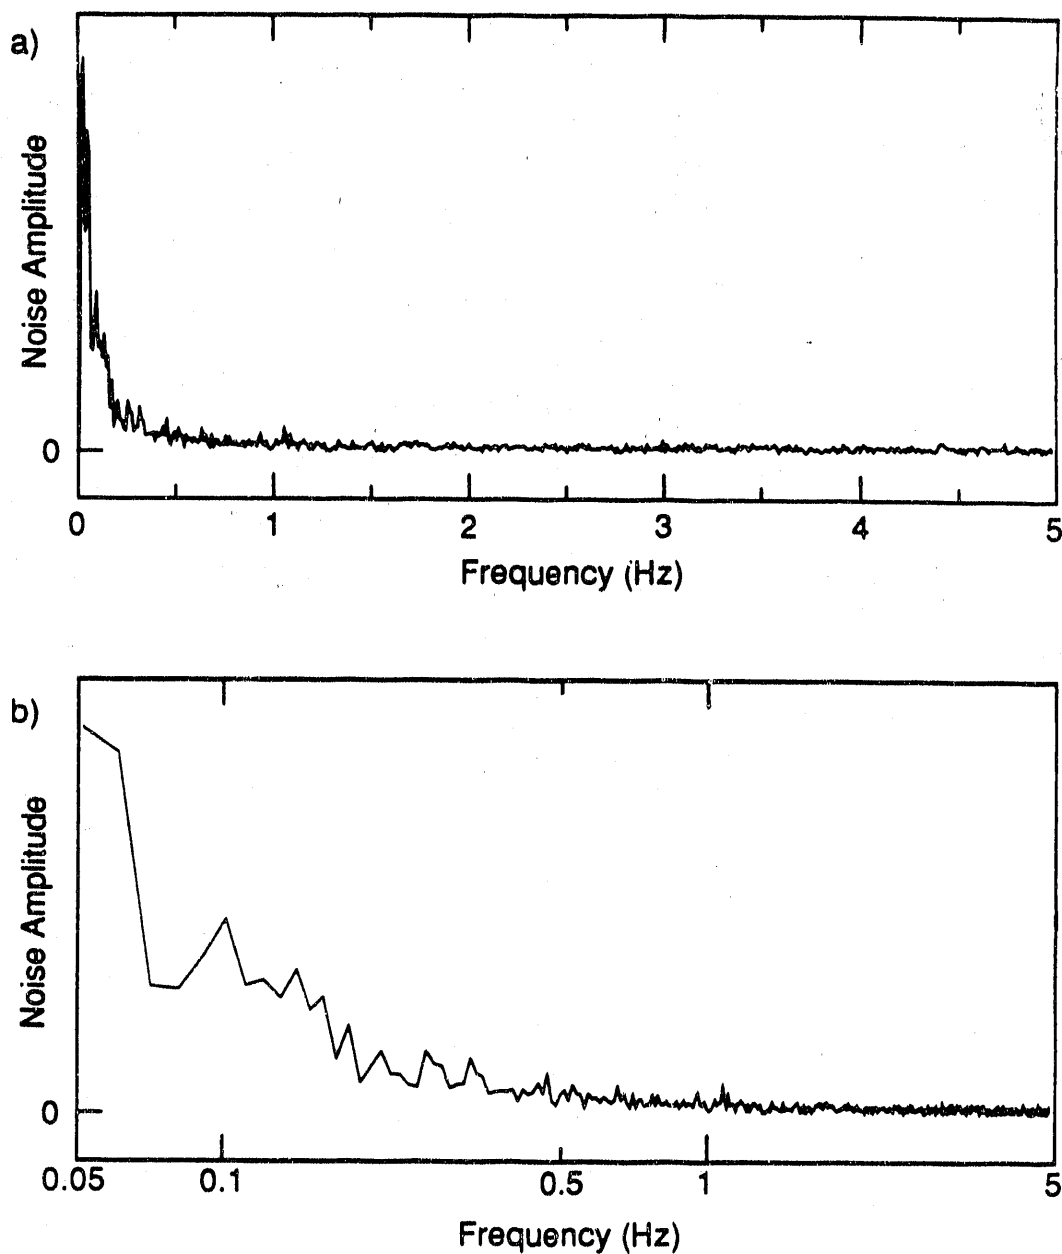 a)
Noise Amplitude
0
0 1 2 3 4 5
Frequency (Hz)
b)
Noise Amplitude
0
0.05 0.1 0.5 1 5
Frequency (Hz)